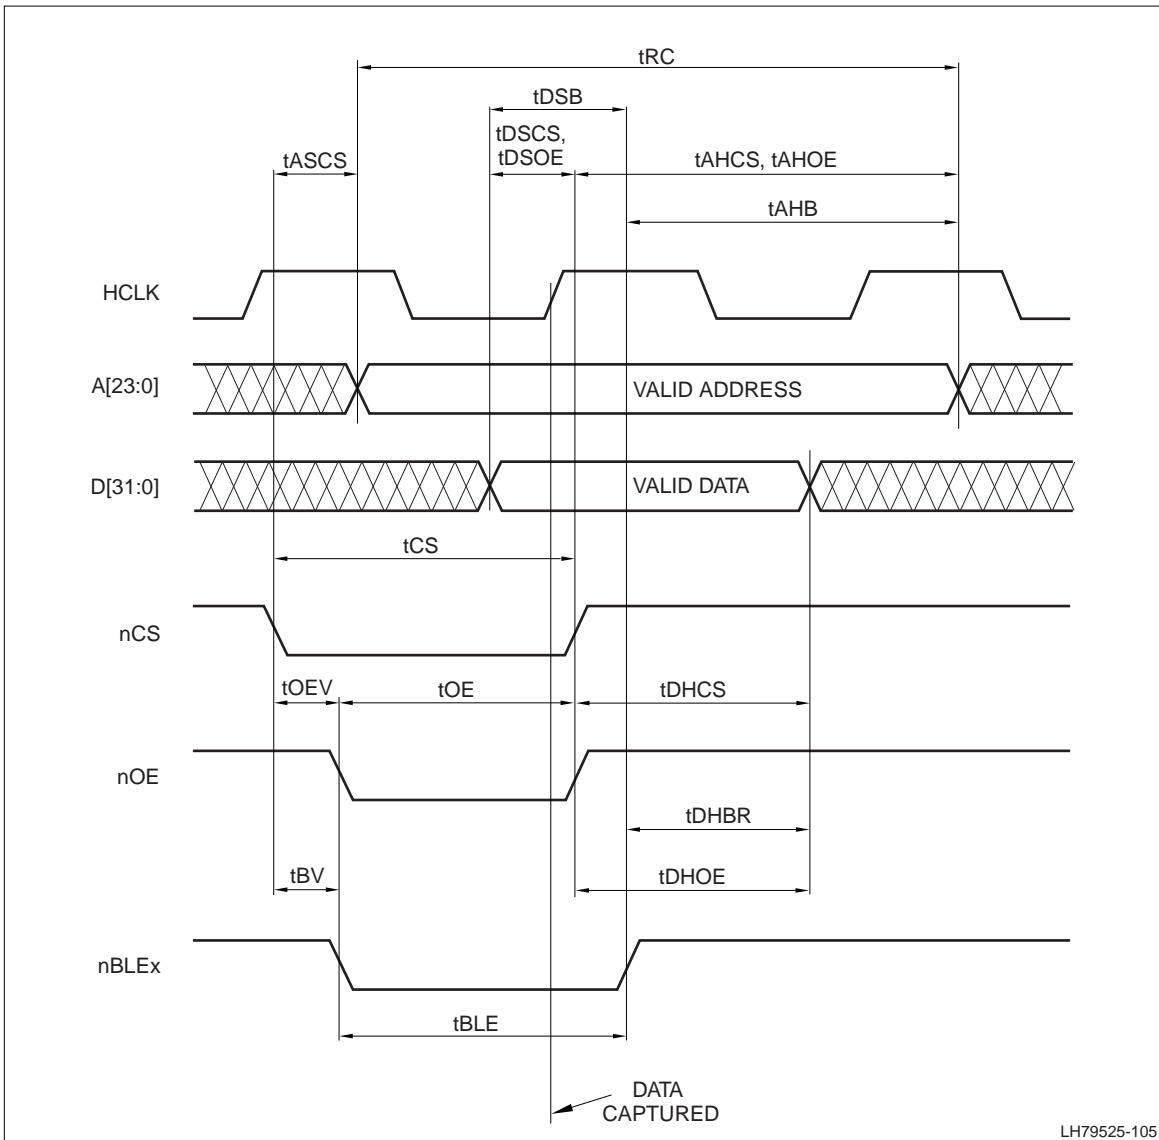 tRC
tDSB
tDSCS,
tDSOE
tASCS
tAHCS, tAHOE
tAHB
HCLK
A[23:0]
VALID ADDRESS
D[31:0]
VALID DATA
tCS
nCS
tOEV
tOE
tDHCS
nOE
tDHBR
tBV
tDHOE
nBLEx
tBLE
DATA
CAPTURED
LH79525-105